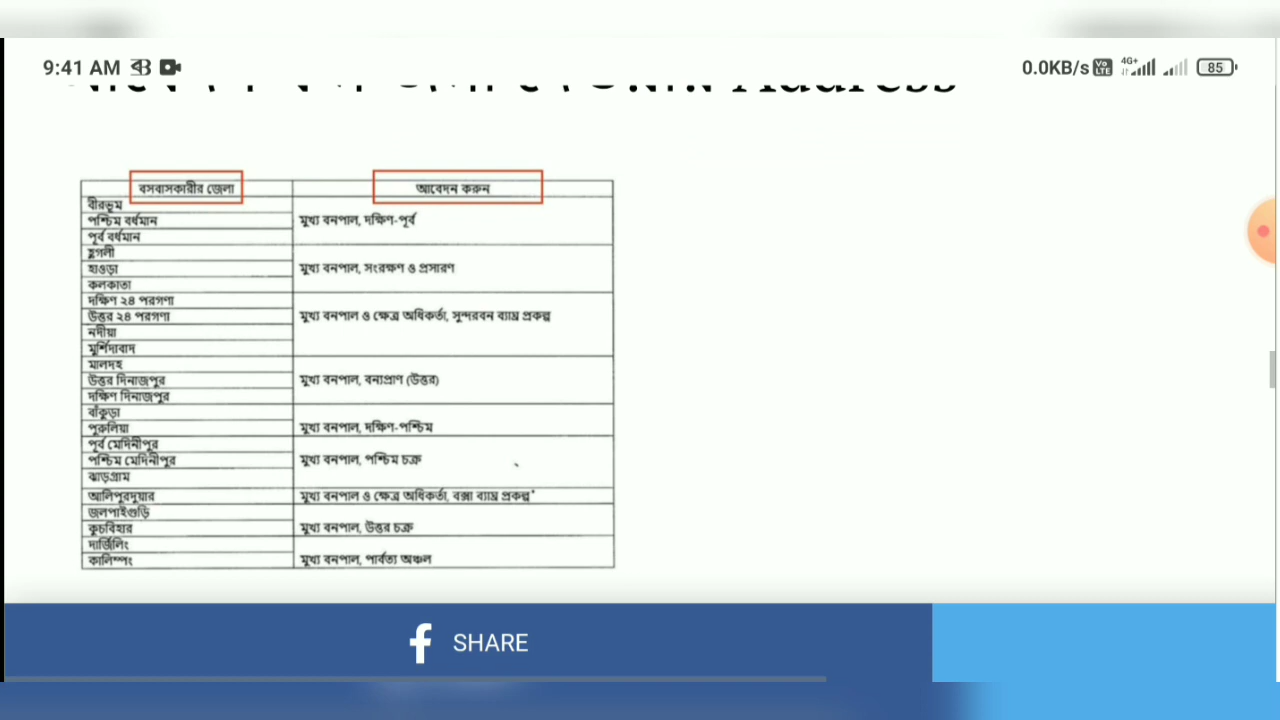 9:41 AM
0.0KB/s Vo LTE 4G+ 85
Address
বসবাসকারীর জেলা আবেদন করুন
বীরভূম
পশ্চিম বর্ধমান মুখ্য বনপাল, দক্ষিণ-পূর্ব
পূর্ব বর্ধমান
হুগলী
হাওড়া মুখ্য বনপাল, সংরক্ষণ ও প্রসারণ
কলকাতা
দক্ষিণ ২৪ পরগণা
উত্তর ২৪ পরগণা মুখ্য বনপাল ও ক্ষেত্র অধিকর্তা, সুন্দরবন ব্যাঘ্র প্রকল্প
নদীয়া
মুর্শিদাবাদ
মালদহ
উত্তর দিনাজপুর মুখ্য বনপাল, বন্যপ্রাণ (উত্তর)
দক্ষিণ দিনাজপুর
বাঁকুড়া
পুরুলিয়া মুখ্য বনপাল, দক্ষিণ-পশ্চিম
পূর্ব মেদিনীপুর
পশ্চিম মেদিনীপুর মুখ্য বনপাল, পশ্চিম চক্র
ঝাড়গ্রাম
আলিপুরদুয়ার মুখ্য বনপাল ও ক্ষেত্র অধিকর্তা, বক্সা ব্যাঘ্র প্রকল্প
জলপাইগুড়ি
কুচবিহার মুখ্য বনপাল, উত্তর চক্র
দার্জিলিং
কালিম্পং মুখ্য বনপাল, পার্বত্য অঞ্চল
SHARE